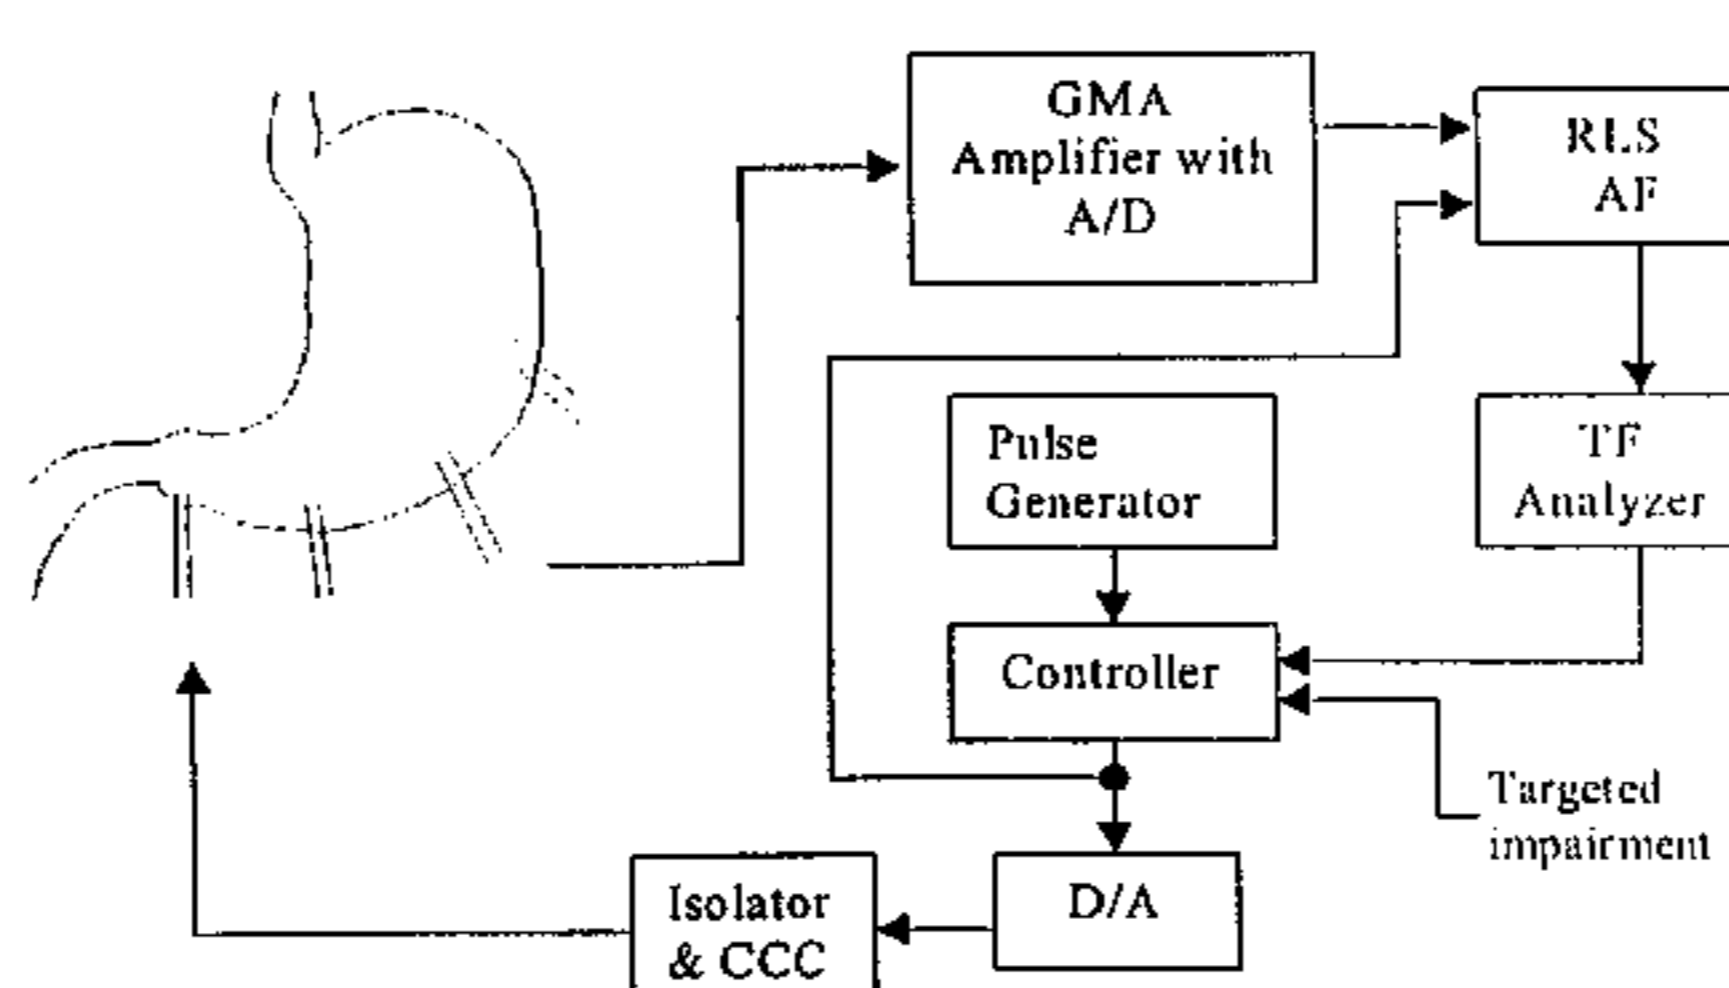 GMA
Amplifier with
A/D
RLS
AF
Pulse
Generator
TF
Analyzer
Controller
Targeted
impairment
Isolator
& CCC
D/A